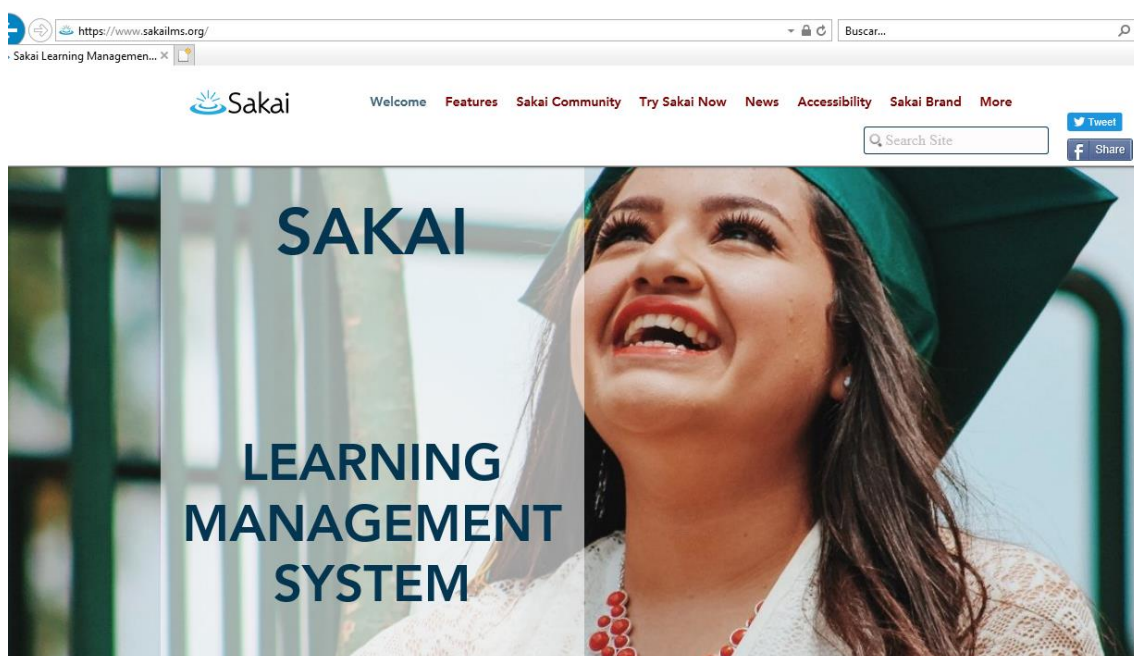 https://www.sakailms.org/
Buscar...
Sakai Learning Managemen...
Sakai
Welcome Features Sakai Community Try Sakai Now News Accessibility Sakai Brand More
Tweet
Search Site
f Share
SAKAI
LEARNING
MANAGEMENT
SYSTEM